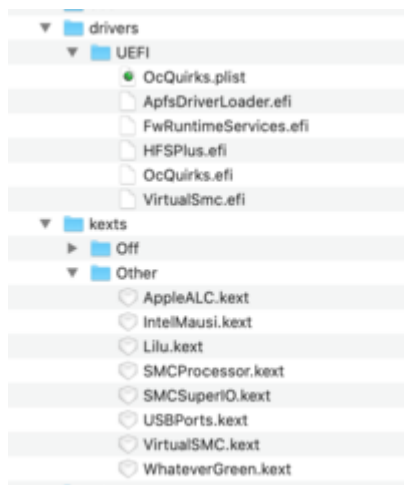 drivers
UEFI
OcQuirks.plist
ApfsDriverLoader.efi
FwRuntimeServices.efi
HFSPlus.efi
OcQuirks.efi
VirtualSmc.efi
kexts
Off
Other
AppleALC.kext
IntelMausi.kext
Lilu.kext
SMCProcessor.kext
SMCSuperIO.kext
USBPorts.kext
VirtualSMC.kext
WhateverGreen.kext